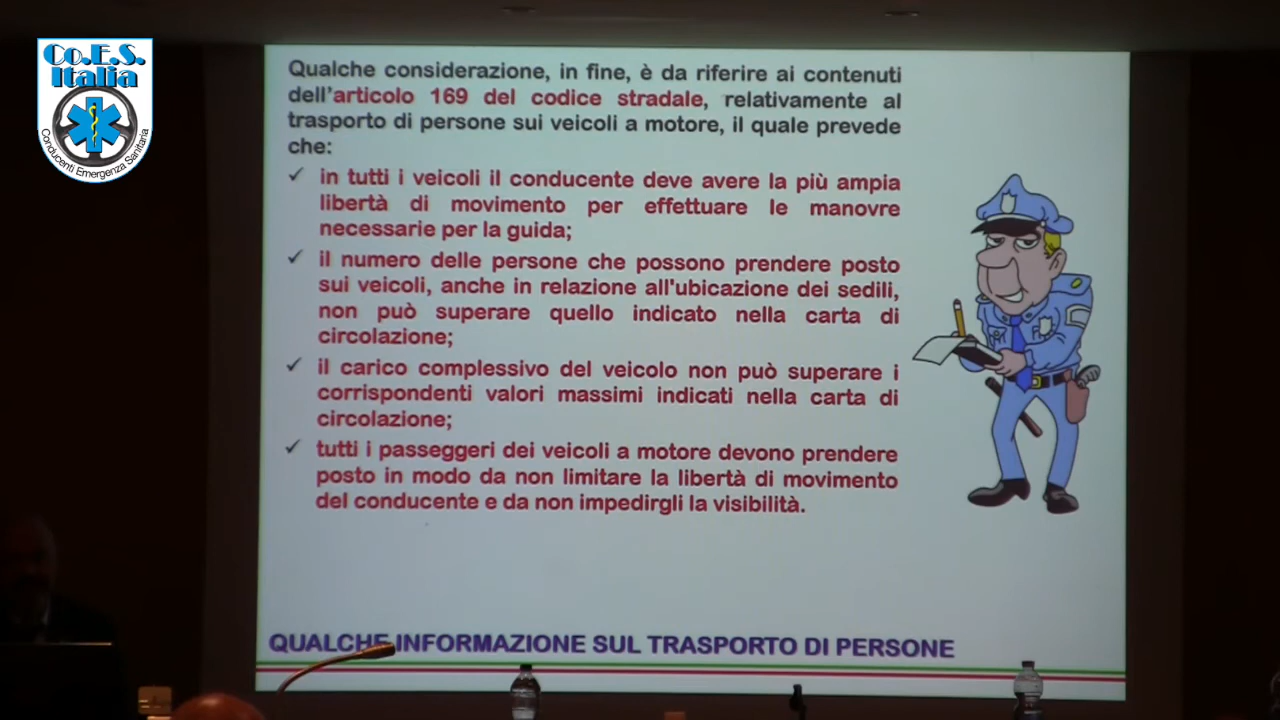 Co.E.S.
Italia
Conducenti Emergenza Sanitaria
Qualche considerazione, in fine, è da riferire ai contenuti
dell'articolo 169 del codice stradale, relativamente al
trasporto di persone sui veicoli a motore, il quale prevede
che:
✓ in tutti i veicoli il conducente deve avere la più ampia
libertà di movimento per effettuare le manovre
necessarie per la guida;
✓ il numero delle persone che possono prendere posto
sui veicoli, anche in relazione all'ubicazione dei sedili,
non può superare quello indicato nella carta di
circolazione;
✓ il carico complessivo del veicolo non può superare i
corrispondenti valori massimi indicati nella carta di
circolazione;
✓ tutti i passeggeri dei veicoli a motore devono prendere
posto in modo da non limitare la libertà di movimento
del conducente e da non impedirgli la visibilità.
QUALCHE INFORMAZIONE SUL TRASPORTO DI PERSONE